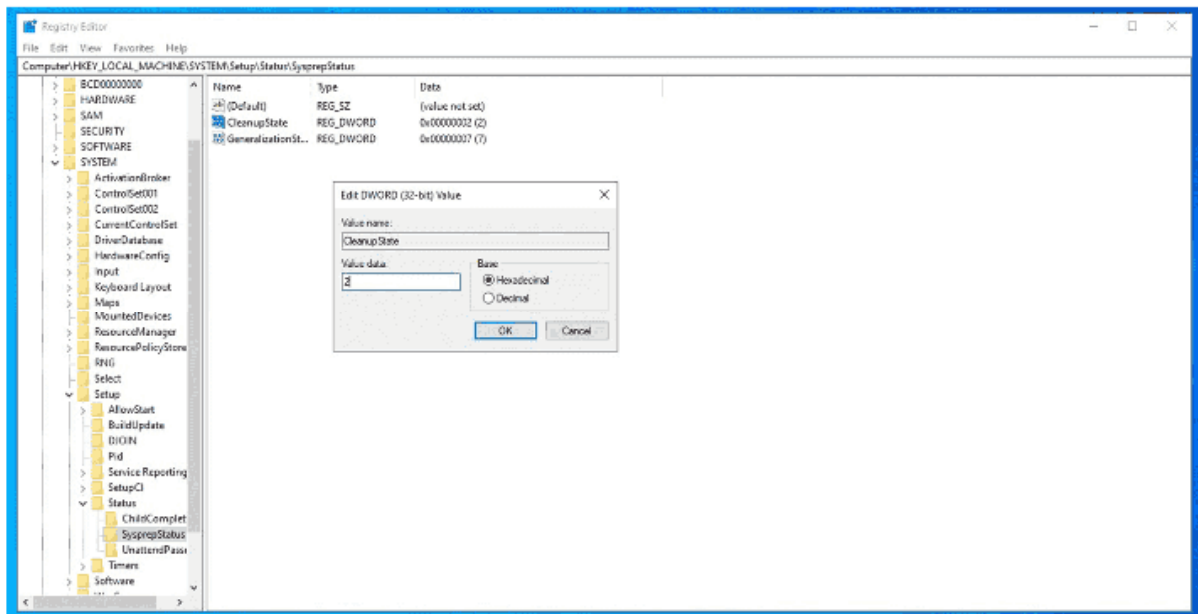 Registry Editor
File Edit View Favorites Help
Computer\HKEY_LOCAL_MACHINE\SYSTEM\Setup\Status\SysprepStatus
BCD00000000
HARDWARE
SAM
SECURITY
SOFTWARE
SYSTEM
ActivationBroker
ControlSet001
ControlSet002
CurrentControlSet
DriverDatabase
HardwareConfig
Input
Keyboard Layout
Maps
MountedDevices
ResourceManager
ResourcePolicyStore
RNG
Select
Setup
AllowStart
BuildUpdate
DJOIN
Pid
Service Reporting
SetupCl
Status
ChildComplet
SysprepStatus
UnattendPass
Timers
Software
Name Type Data
(Default) REG_SZ (value not set)
CleanupState REG_DWORD 0x00000002 (2)
GeneralizationSt... REG_DWORD 0x00000007 (7)
Edit DWORD (32-bit) Value
Value name:
CleanupState
Value data:
2
Base
Hexadecimal
Decimal
OK Cancel